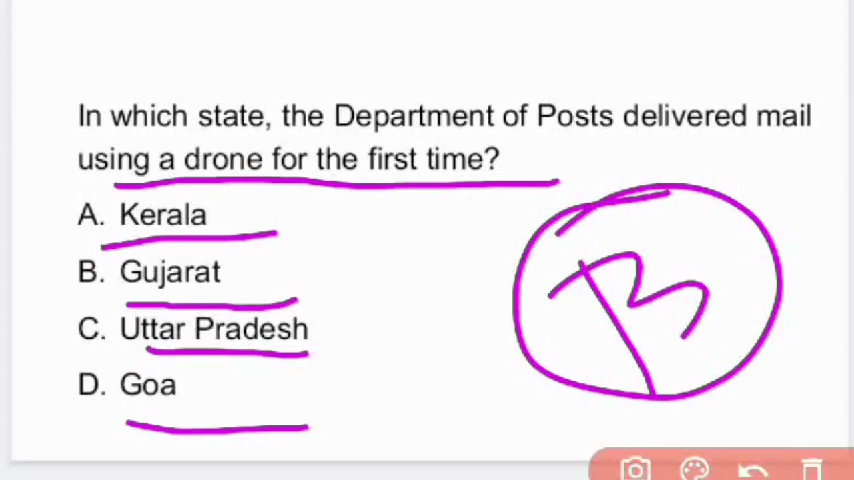 In which state, the Department of Posts delivered mail
using a drone for the first time?
A. Kerala
B. Gujarat
C. Uttar Pradesh
D. Goa
B